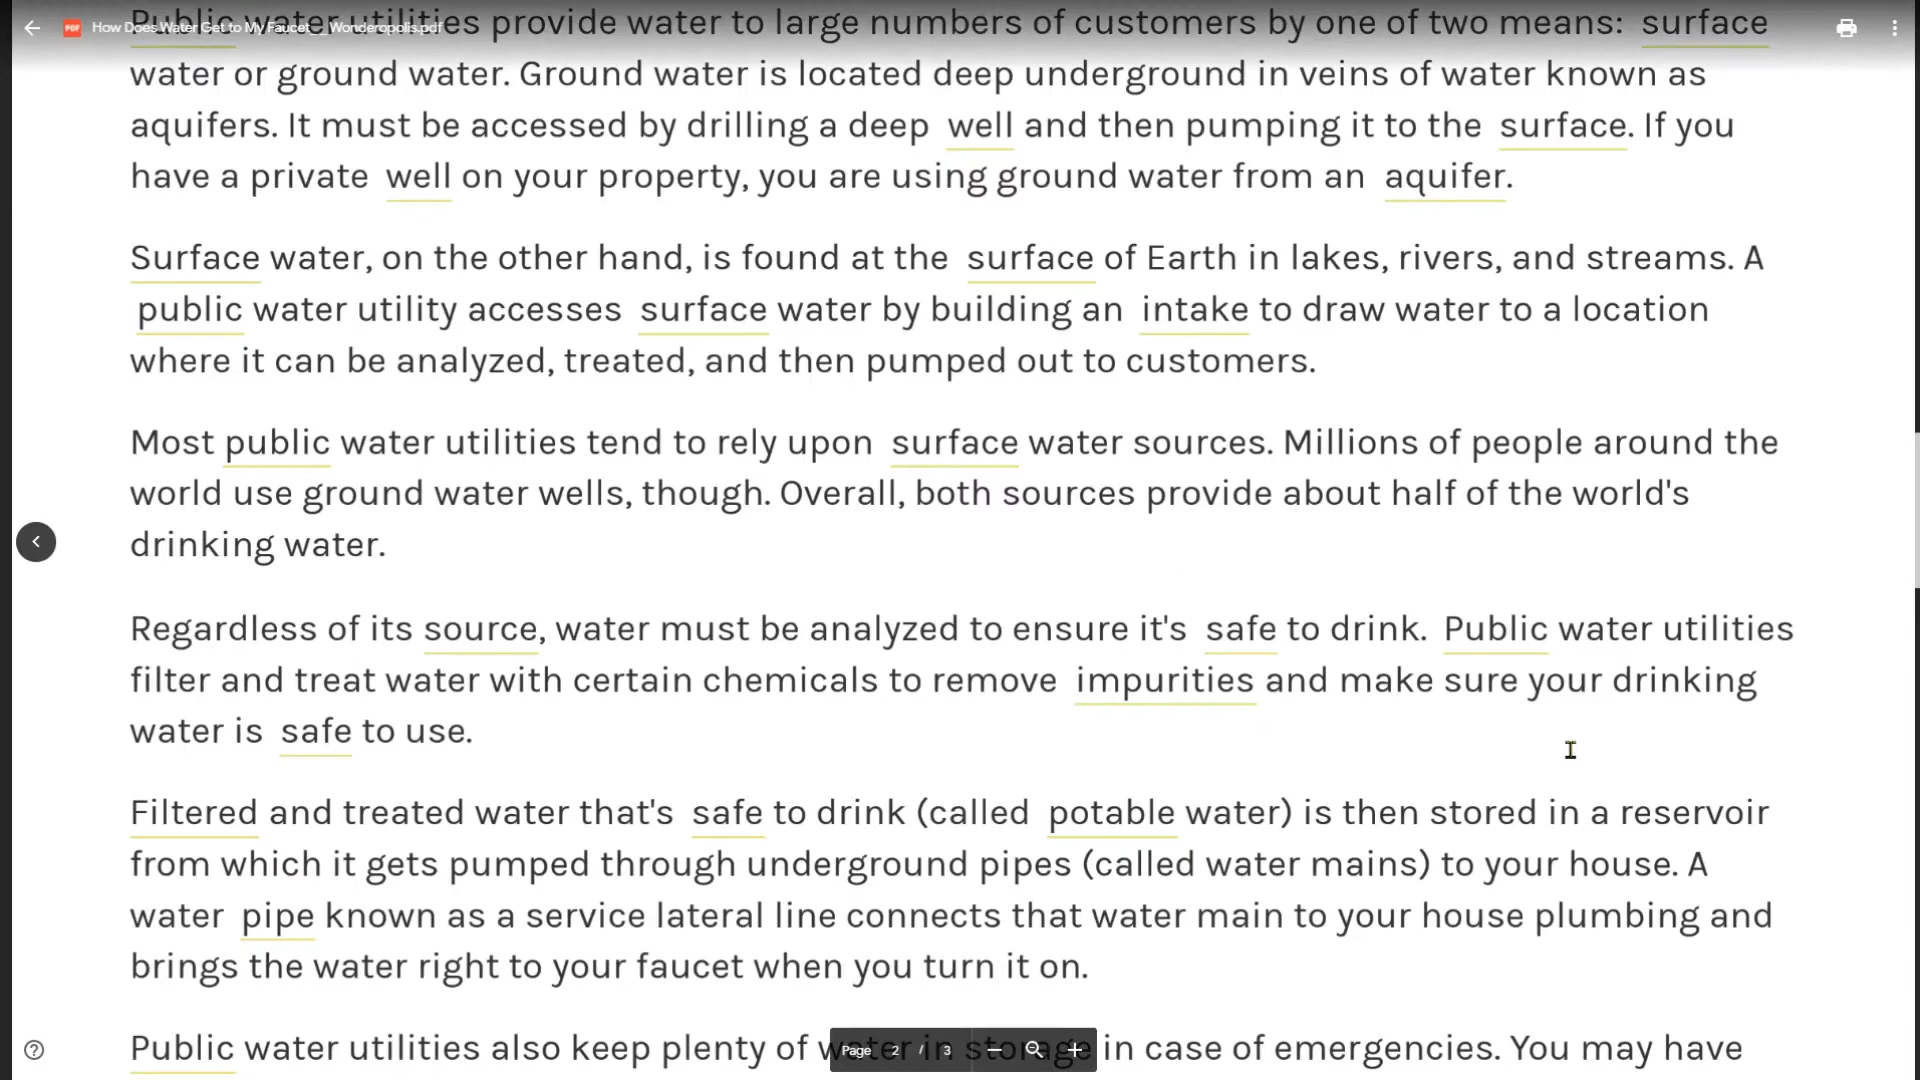 Public water utilities provide water to large numbers of customers by one of two means: surface
How Does Water Get to My Faucet_ _ Wonderopolis.pdf
water or ground water. Ground water is located deep underground in veins of water known as
aquifers. It must be accessed by drilling a deep well and then pumping it to the surface. If you
have a private well on your property, you are using ground water from an aquifer.
Surface water, on the other hand, is found at the surface of Earth in lakes, rivers, and streams. A
public water utility accesses surface water by building an intake to draw water to a location
where it can be analyzed, treated, and then pumped out to customers.
Most public water utilities tend to rely upon surface water sources. Millions of people around the
world use ground water wells, though. Overall, both sources provide about half of the world's
drinking water.
Regardless of its source, water must be analyzed to ensure it's safe to drink. Public water utilities
filter and treat water with certain chemicals to remove impurities and make sure your drinking
water is safe to use.
Filtered and treated water that's safe to drink (called potable water) is then stored in a reservoir
from which it gets pumped through underground pipes (called water mains) to your house. A
water pipe known as a service lateral line connects that water main to your house plumbing and
brings the water right to your faucet when you turn it on.
Public water utilities also keep plenty of water in storage in case of emergencies. You may have
Page 2 / 3